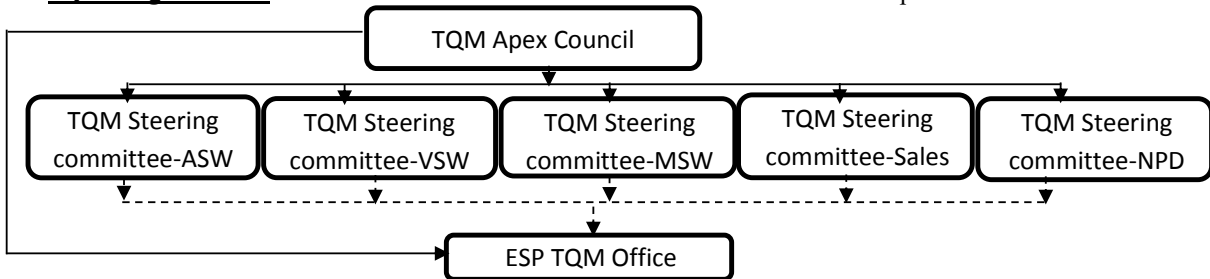 TQM Apex Council
TQM Steering
committee-ASW
TQM Steering
committee-VSW
TQM Steering
committee-MSW
TQM Steering
committee-Sales
TQM Steering
committee-NPD
ESP TQM Office